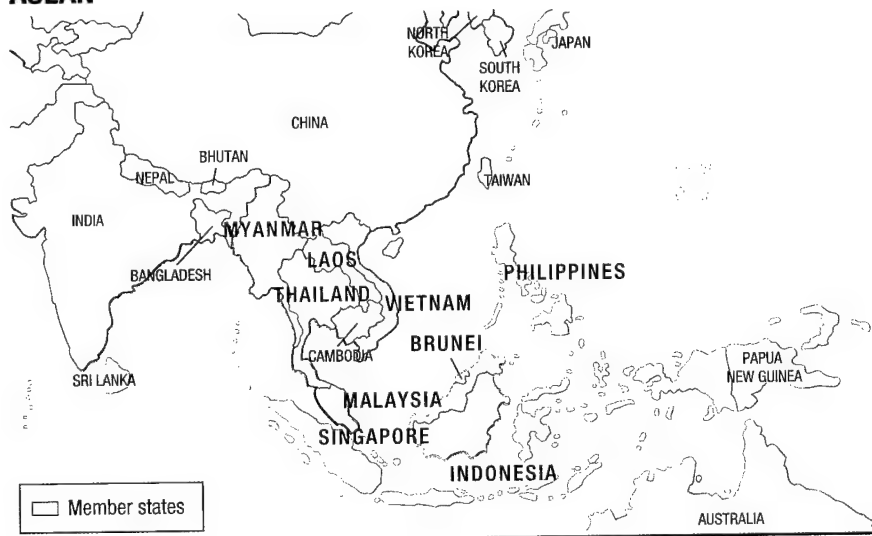 ASEAN
NORTH
KOREA
JAPAN
SOUTH
KOREA
CHINA
BHUTAN
NEPAL
TAIWAN
INDIA
MYANMAR
LAOS
BANGLADESH
PHILIPPINES
THAILAND
VIETNAM
BRUNEI
CAMBODIA
PAPUA
NEW GUINEA
SRI LANKA
MALAYSIA
SINGAPORE
INDONESIA
Member states
AUSTRALIA